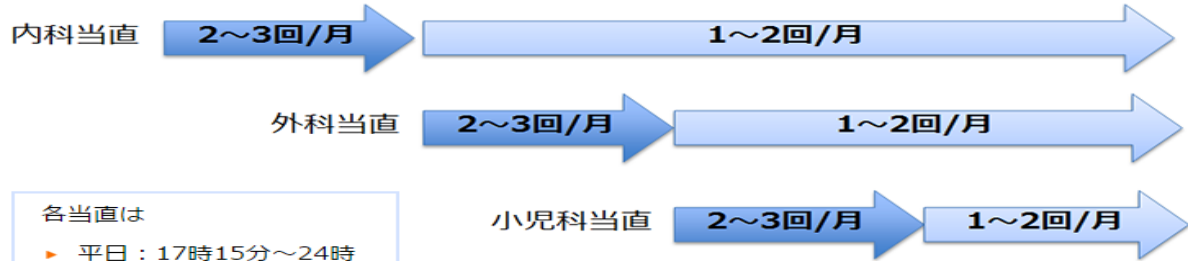 内科当直 2～3回/月 1～2回/月
外科当直 2～3回/月 1～2回/月
小児科当直 2～3回/月 1～2回/月
各当直は
▸ 平日：17時15分～24時